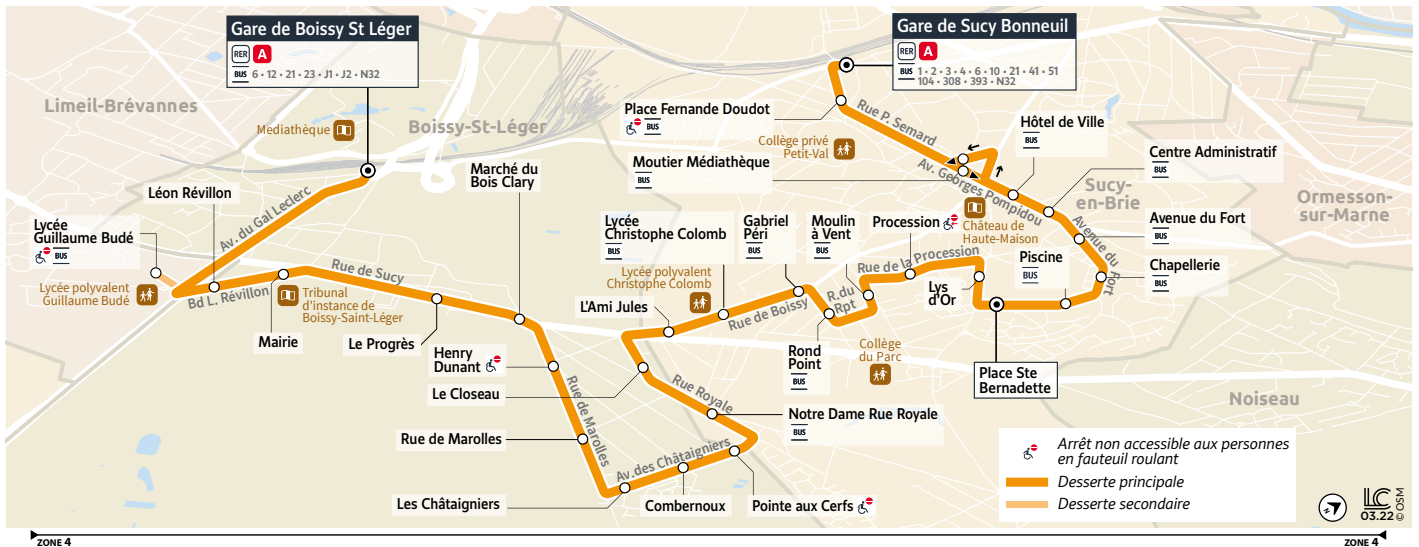 Gare de Boissy St Léger
RER A
BUS 6 • 12 • 21 • 23 • J1 • J2 • N32
Gare de Sucy Bonneuil
RER A
BUS 1 • 2 • 3 • 4 • 6 • 10 • 21 • 41 • 51
104 • 308 • 393 • N32
Limeil-Brévannes
Mediathèque
Boissy-St-Léger
Place Fernande Doudot
BUS
Rue P. Semard
Collège privé
Petit-Val
Hôtel de Ville
BUS
Moutier Médiathèque
BUS
Av. Georges Pompidou
Centre Administratif
BUS
Marché du
Bois Clary
Léon Révillon
Av. du Gal Leclerc
Sucy-
en-Brie
Ormesson-
sur-Marne
Lycée
Guillaume Budé
BUS
Lycée polyvalent
Guillaume Budé
Lycée
Christophe Colomb
BUS
Gabriel
Péri
BUS
Moulin
à Vent
BUS
Procession
Château de
Haute-Maison
Avenue du Fort
BUS
Avenue du Fort
Rue de la Procession
Piscine
BUS
Chapellerie
BUS
Lycée polyvalent
Christophe Colomb
Rue de Sucy
Bd L. Révillon
Tribunal
d'instance de
Boissy-Saint-Léger
Lys
d'Or
R. du
Rpt
L'Ami Jules
Rue de Boissy
Mairie
Le Progrès
Henry
Dunant
Rond
Point
BUS
Collège
du Parc
Place Ste
Bernadette
Le Closeau
Rue Royale
Rue de Marolles
Noiseau
Notre Dame Rue Royale
BUS
Rue de Marolles
Av. des Châtaigniers
Les Châtaigniers
Combernoux
Pointe aux Cerfs
Arrêt non accessible aux personnes
en fauteuil roulant
Desserte principale
Desserte secondaire
LC
03.22
© OSM
ZONE 4
ZONE 4